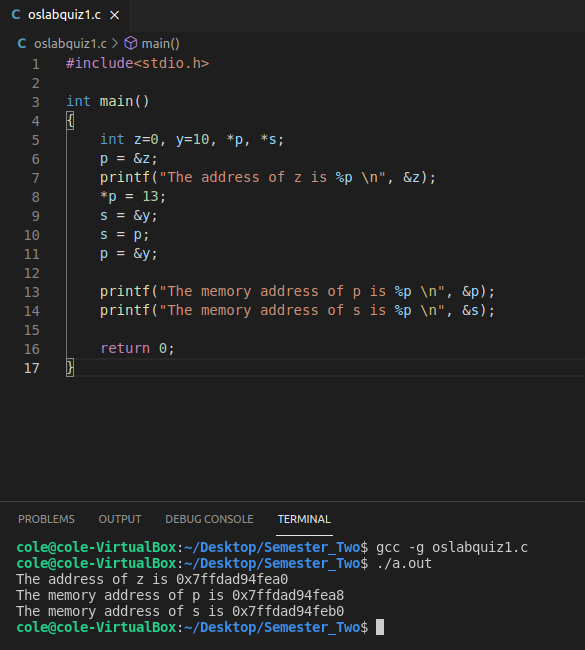 C oslabquiz1.c ×
C oslabquiz1.c > main()
1 #include<stdio.h>
2
3 int main()
4 {
5     int z=0, y=10, *p, *s;
6     p = &z;
7     printf("The address of z is %p \n", &z);
8     *p = 13;
9     s = &y;
10     s = p;
11     p = &y;
12
13     printf("The memory address of p is %p \n", &p);
14     printf("The memory address of s is %p \n", &s);
15
16     return 0;
17 }
PROBLEMS OUTPUT DEBUG CONSOLE TERMINAL
cole@cole-VirtualBox:~/Desktop/Semester_Two$ gcc -g oslabquiz1.c
cole@cole-VirtualBox:~/Desktop/Semester_Two$ ./a.out
The address of z is 0x7ffdad94fea0
The memory address of p is 0x7ffdad94fea8
The memory address of s is 0x7ffdad94feb0
cole@cole-VirtualBox:~/Desktop/Semester_Two$